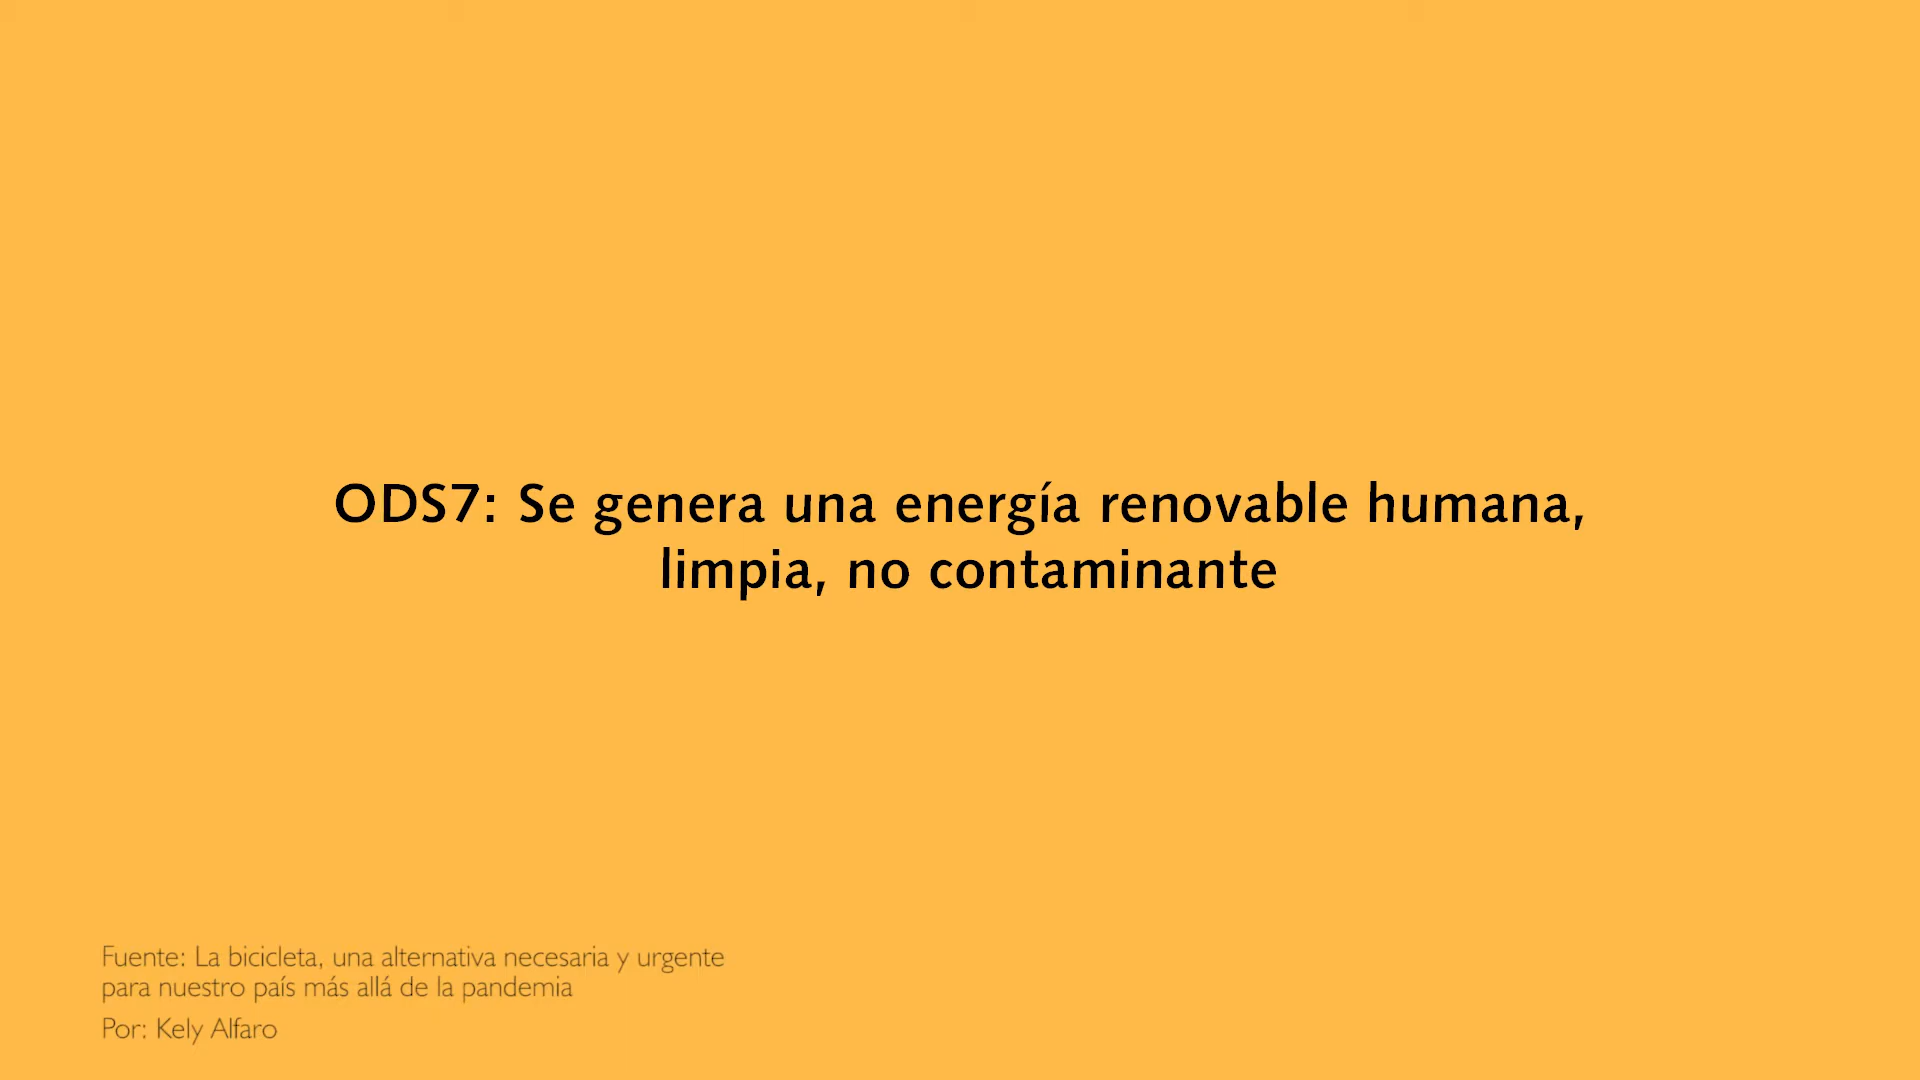 ODS7: Se genera una energía renovable humana,
limpia, no contaminante
Fuente: La bicicleta, una alternativa necesaria y urgente
para nuestro país más allá de la pandemia
Por: Kely Alfaro